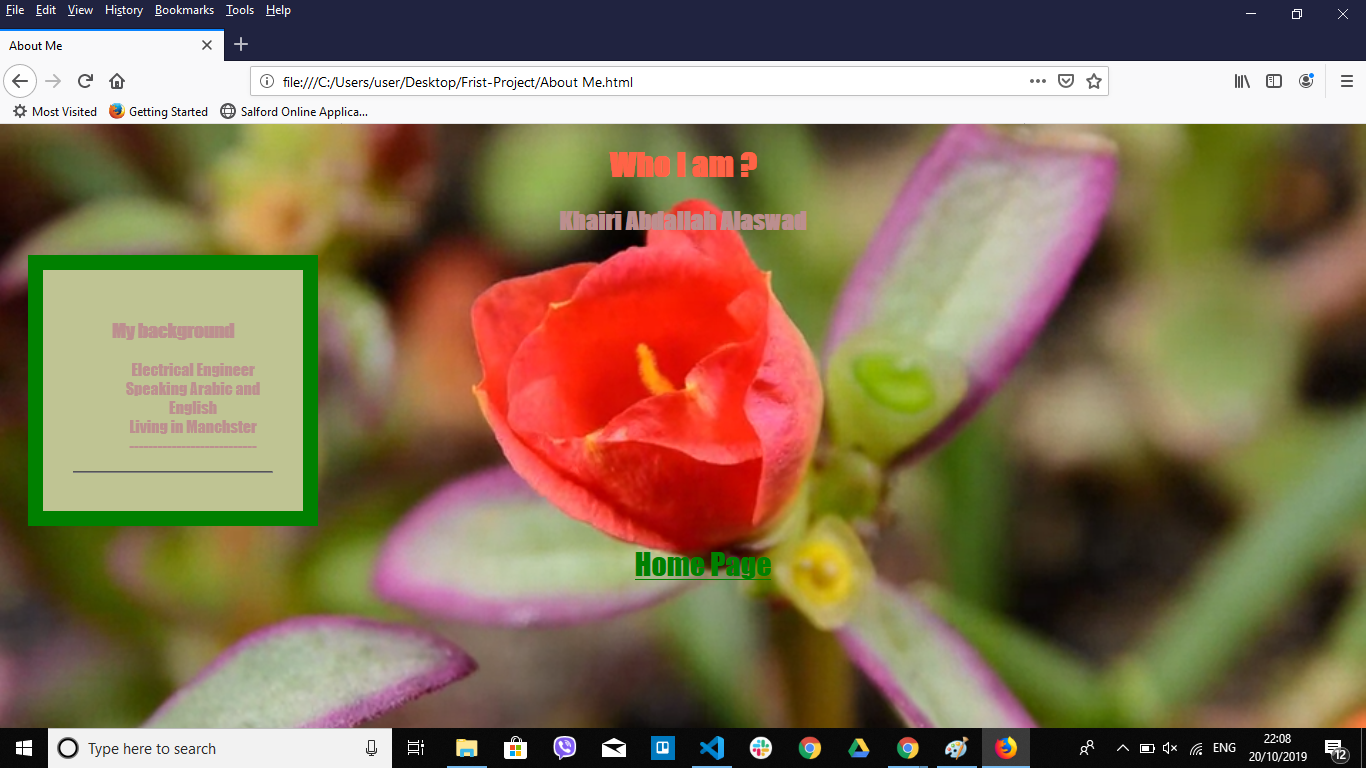 File Edit View History Bookmarks Tools Help
About Me
file:///C:/Users/user/Desktop/Frist-Project/About Me.html
Most Visited Getting Started Salford Online Applica...
Who I am ?
Khairi Abdallah Alaswad
My background
Electrical Engineer
Speaking Arabic and
English
Living in Manchster
----------------------------
Home Page
Type here to search
ENG
22:08
20/10/2019
12